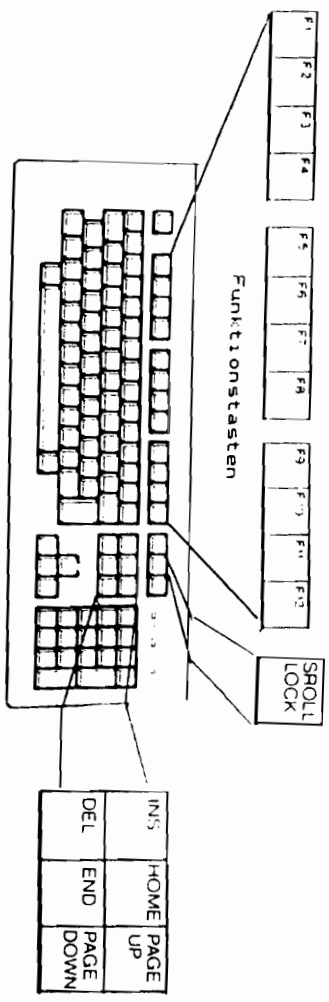 F1 F2 F3 F4 F5 F6 F7 F8 F9 F10 F11 F12
Funktionstasten
SROLL
LOCK
INS HOME PAGE
UP
DEL END PAGE
DOWN